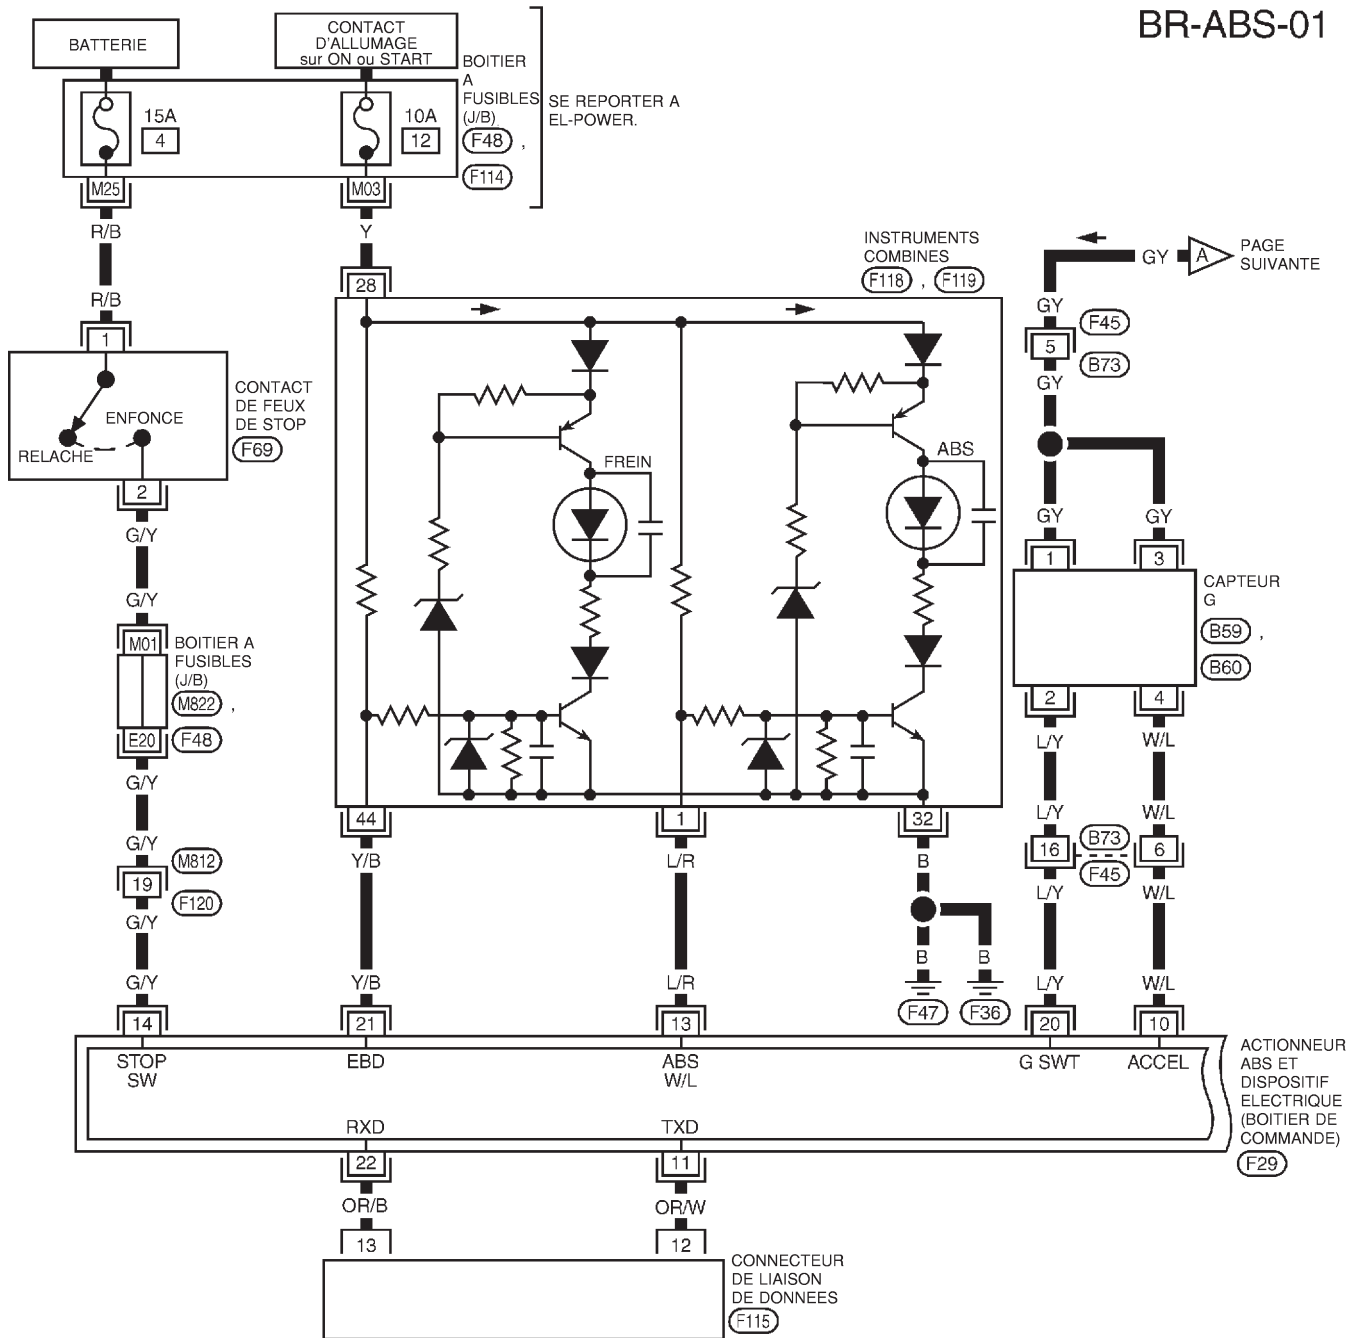 BR-ABS-01
BATTERIE
CONTACT
D'ALLUMAGE
sur ON ou START
BOITIER
A
FUSIBLES
(J/B)
F48 ,
F114
SE REPORTER A
EL-POWER.
15A
4
10A
12
M25
M03
R/B
Y
R/B
28
INSTRUMENTS
COMBINES
F118 , F119
GY
A
PAGE
SUIVANTE
GY
F45
5
B73
GY
1
CONTACT
DE FEUX
DE STOP
F69
ENFONCE
RELACHE
2
FREIN
ABS
GY
GY
1
3
CAPTEUR
G
B59 ,
B60
2
4
G/Y
G/Y
M01
BOITIER A
FUSIBLES
(J/B)
M822 ,
E20
F48
G/Y
G/Y
M812
19
F120
G/Y
G/Y
44
1
32
Y/B
L/R
B
L/Y
W/L
L/Y
W/L
16
B73
6
F45
L/Y
W/L
B
B
F47
F36
Y/B
L/R
L/Y
W/L
14
21
13
20
10
STOP
SW
EBD
ABS
W/L
G SWT
ACCEL
ACTIONNEUR
ABS ET
DISPOSITIF
ELECTRIQUE
(BOITIER DE
COMMANDE)
F29
RXD
TXD
22
11
OR/B
OR/W
13
12
CONNECTEUR
DE LIAISON
DE DONNEES
F115